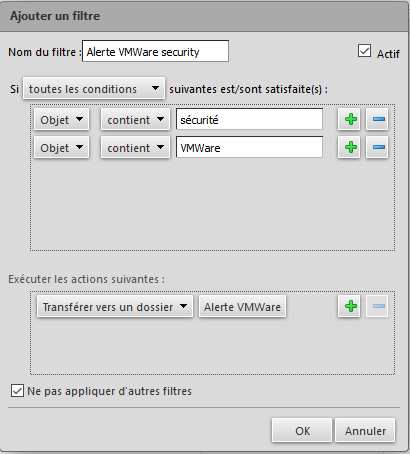 Ajouter un filtre
Nom du filtre : Alerte VMWare security Actif
Si toutes les conditions suivantes est/sont satisfaite(s) :
Objet contient sécurité
Objet contient VMWare
Exécuter les actions suivantes :
Transférer vers un dossier Alerte VMWare
Ne pas appliquer d'autres filtres
OK Annuler